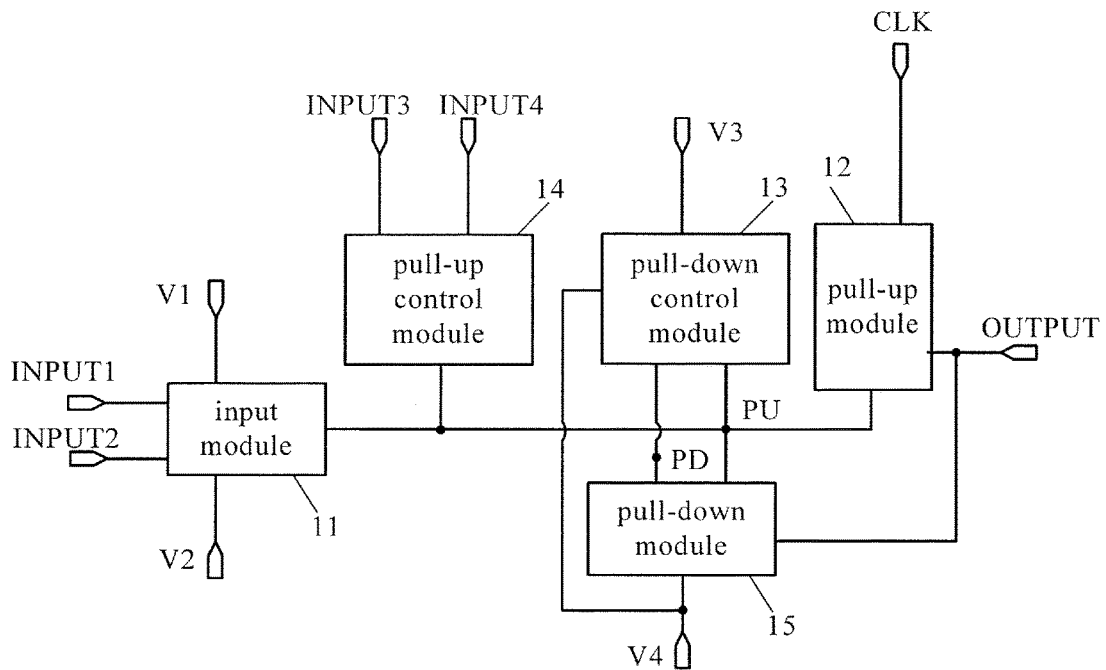 CLK
INPUT3
INPUT4
V3
12
14
13
pull-up
control
module
pull-down
control
module
pull-up
module
V1
OUTPUT
INPUT1
input
module
PU
INPUT2
PD
pull-down
module
11
V2
15
V4